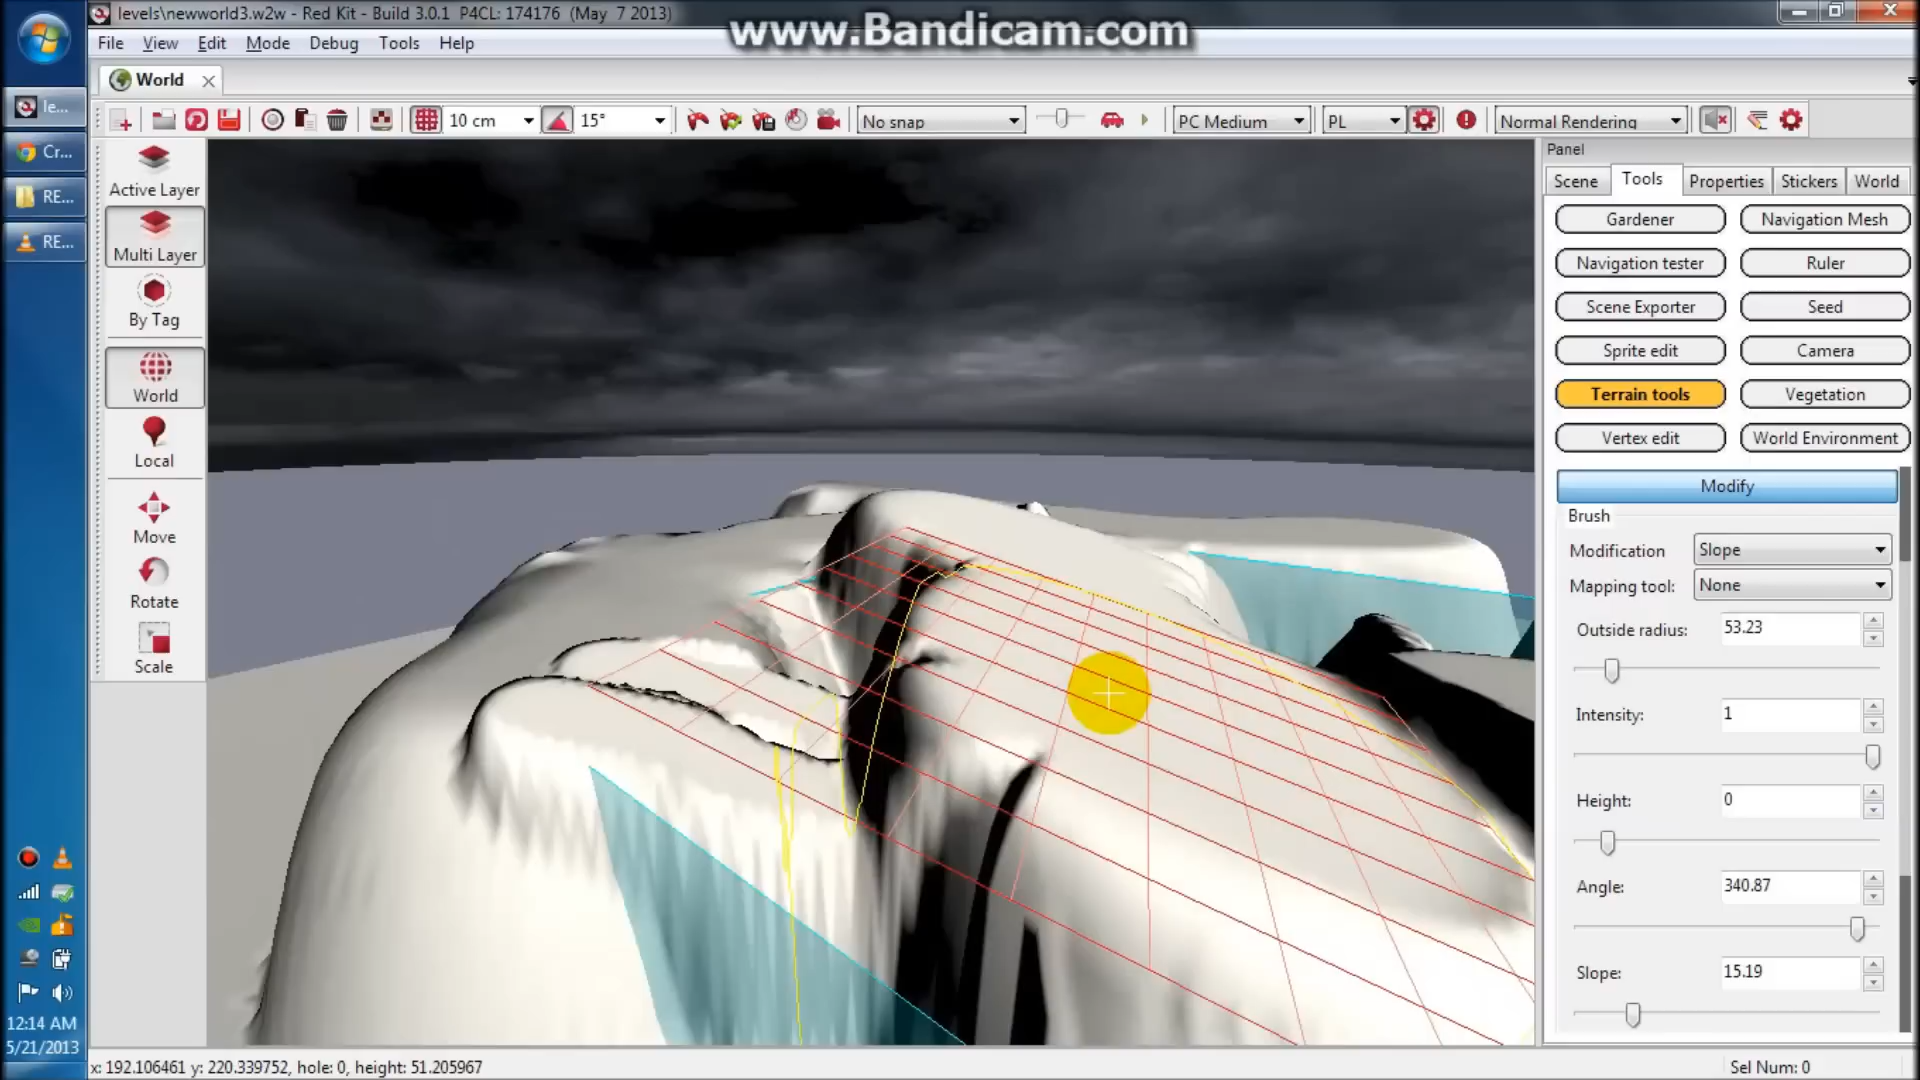 levels\newworld3.w2w - Red Kit - Build 3.0.1 P4CL: 174176 (May 7 2013)
www.Bandicam.com
File View Edit Mode Debug Tools Help
World
le...
10 cm
15°
No snap
PC Medium
PL
Normal Rendering
Cr...
RE...
RE...
Active Layer
Multi Layer
By Tag
World
Local
Move
Rotate
Scale
Panel
Scene Tools Properties Stickers World
Gardener Navigation Mesh
Navigation tester Ruler
Scene Exporter Seed
Sprite edit Camera
Terrain tools Vegetation
Vertex edit World Environment
Modify
Brush
Modification Slope
Mapping tool: None
Outside radius: 53.23
Intensity: 1
Height: 0
Angle: 340.87
Slope: 15.19
12:14 AM
5/21/2013
x: 192.106461 y: 220.339752, hole: 0, height: 51.205967
Sel Num: 0